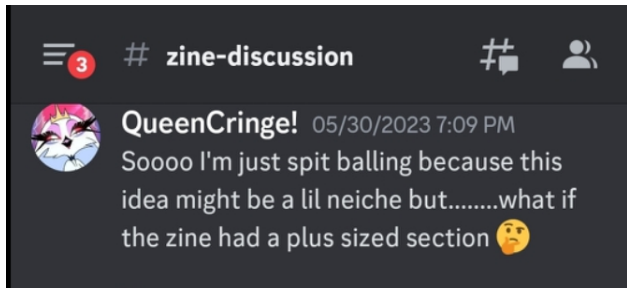 3
# zine-discussion
QueenCringe! 05/30/2023 7:09 PM
Soooo I'm just spit balling because this
idea might be a lil neiche but........what if
the zine had a plus sized section 🤔